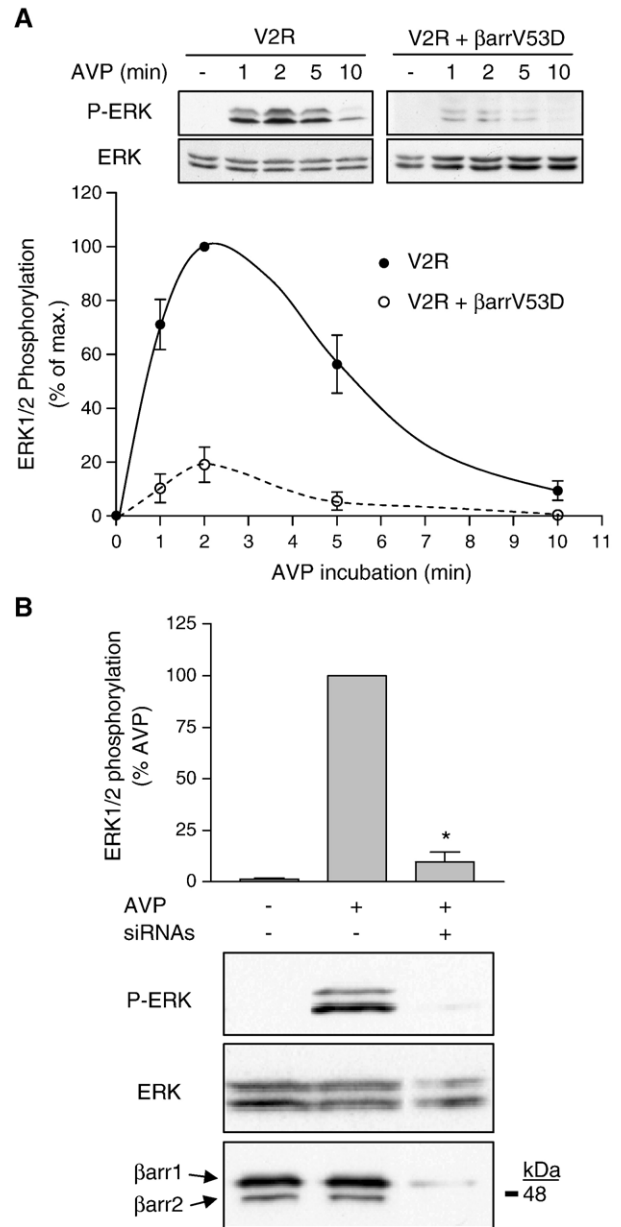 A
V2R V2R + βarrV53D
AVP (min) - 1 2 5 10 - 1 2 5 10
P-ERK
ERK
120
100
80
60
40
20
0
ERK1/2 Phosphorylation
(% of max.)
V2R
V2R + βarrV53D
0 1 2 3 4 5 6 7 8 9 10 11
AVP incubation (min)
B
125
100
75
50
25
0
ERK1/2 phosphorylation
(% AVP)
*
AVP - + +
siRNAs - - +
P-ERK
ERK
βarr1
βarr2
kDa
48